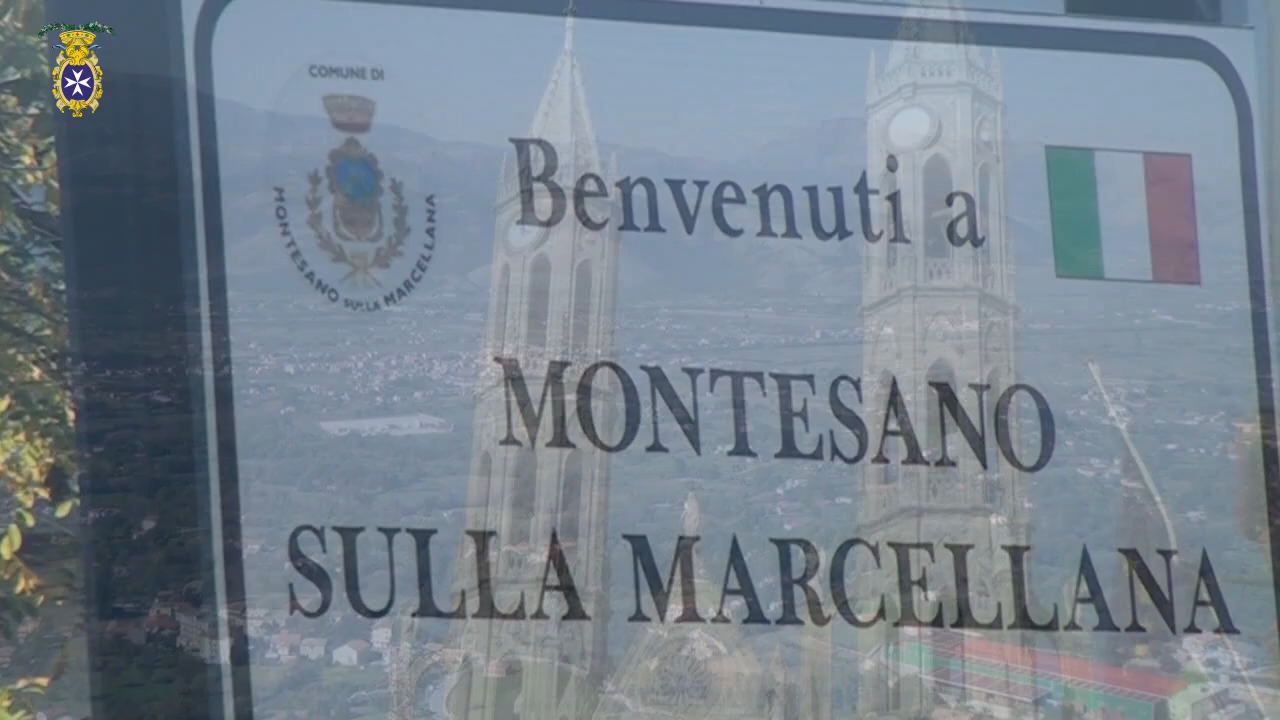 COMUNE DI
MONTESANO SULLA MARCELLANA
Benvenuti a
MONTESANO
SULLA MARCELLANA